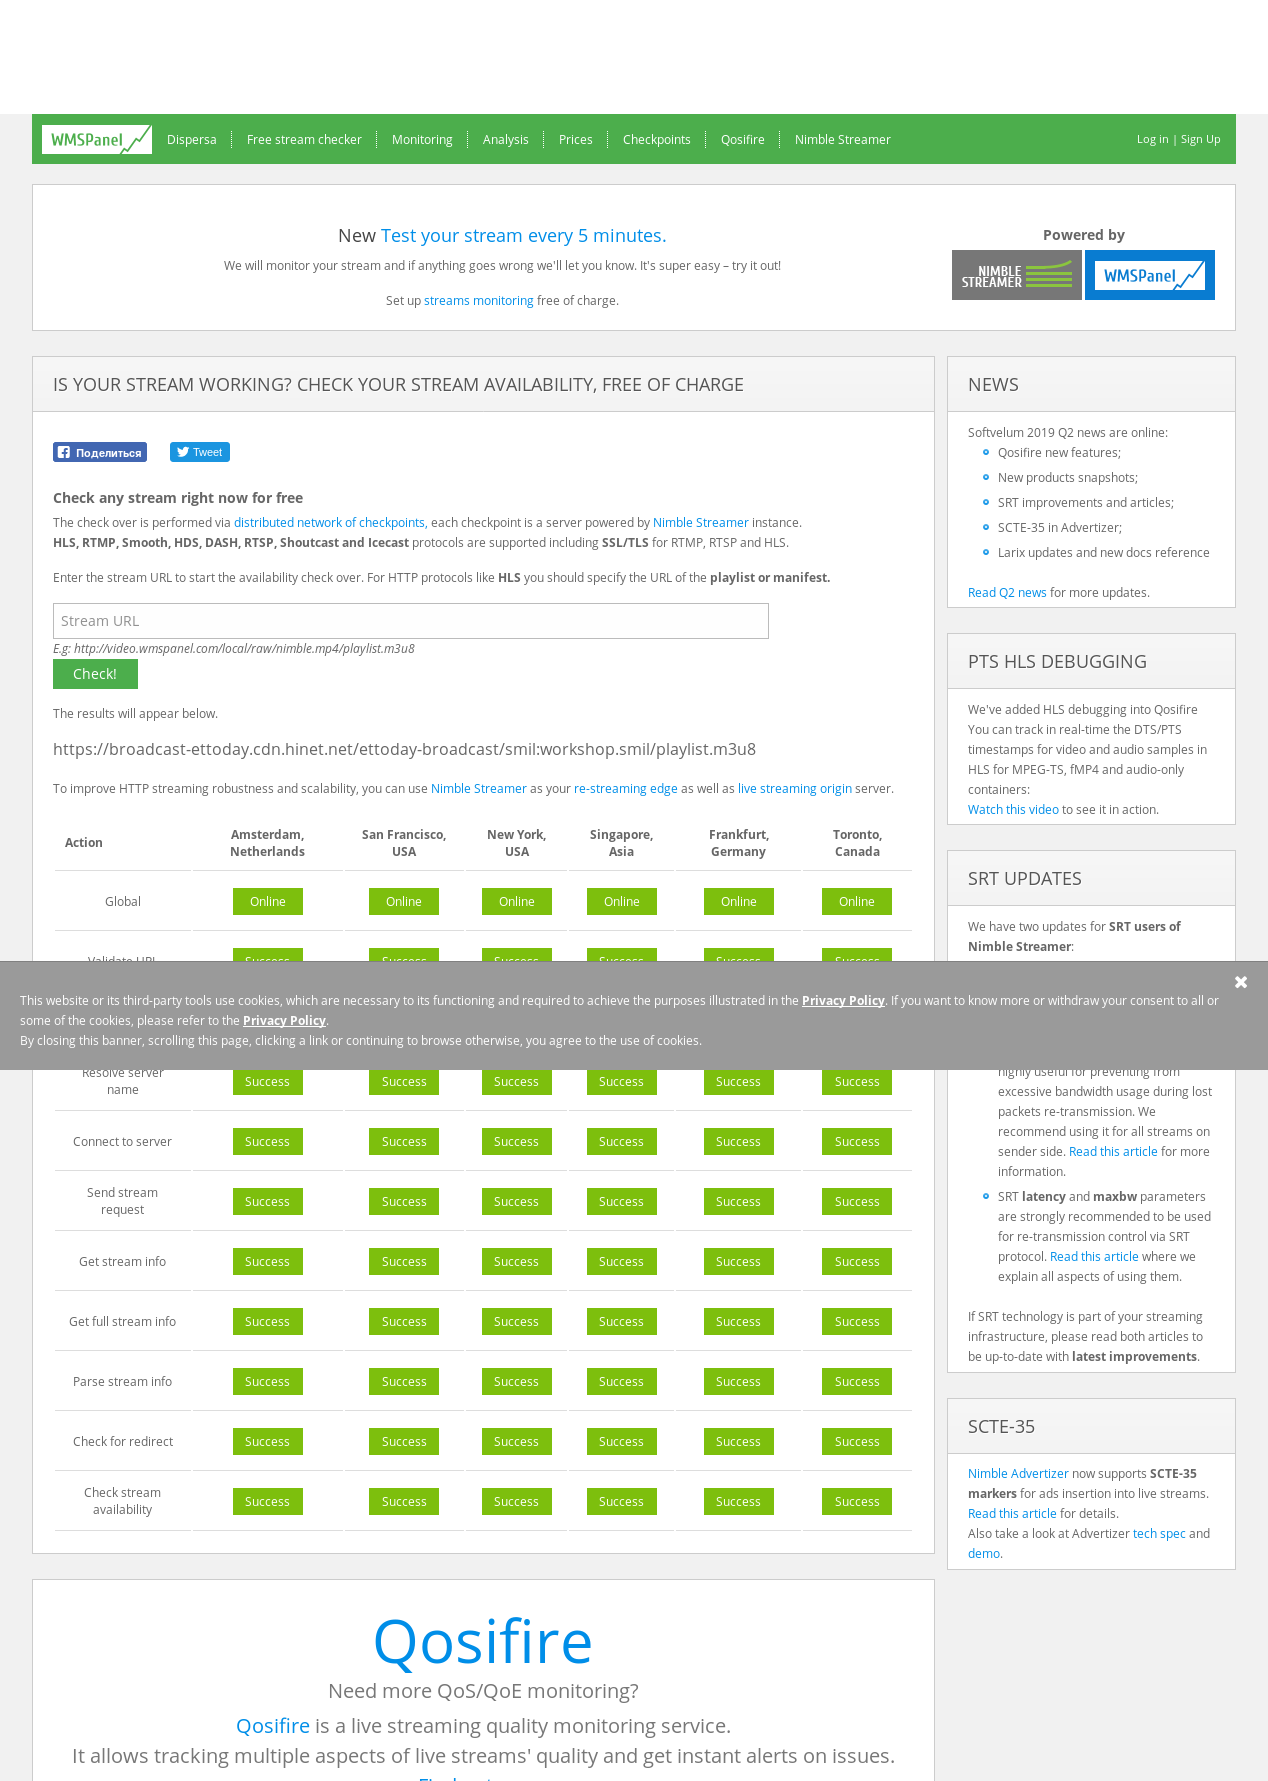 WMSPanel Dispersa Free stream checker Monitoring Analysis Prices Checkpoints Qosifire Nimble Streamer Log in | Sign Up
New Test your stream every 5 minutes.
We will monitor your stream and if anything goes wrong we'll let you know. It's super easy – try it out!
Set up streams monitoring free of charge.
Powered by
NIMBLE STREAMER WMSPanel
IS YOUR STREAM WORKING? CHECK YOUR STREAM AVAILABILITY, FREE OF CHARGE
Поделиться Tweet
Check any stream right now for free
The check over is performed via distributed network of checkpoints, each checkpoint is a server powered by Nimble Streamer instance.
HLS, RTMP, Smooth, HDS, DASH, RTSP, Shoutcast and Icecast protocols are supported including SSL/TLS for RTMP, RTSP and HLS.
Enter the stream URL to start the availability check over. For HTTP protocols like HLS you should specify the URL of the playlist or manifest.
Stream URL
E.g: http://video.wmspanel.com/local/raw/nimble.mp4/playlist.m3u8
Check!
The results will appear below.
https://broadcast-ettoday.cdn.hinet.net/ettoday-broadcast/smil:workshop.smil/playlist.m3u8
To improve HTTP streaming robustness and scalability, you can use Nimble Streamer as your re-streaming edge as well as live streaming origin server.
Action Amsterdam, Netherlands San Francisco, USA New York, USA Singapore, Asia Frankfurt, Germany Toronto, Canada
Global Online Online Online Online Online Online
Validate URL Success Success Success Success Success Success
Resolve server name Success Success Success Success Success Success
Connect to server Success Success Success Success Success Success
Send stream request Success Success Success Success Success Success
Get stream info Success Success Success Success Success Success
Get full stream info Success Success Success Success Success Success
Parse stream info Success Success Success Success Success Success
Check for redirect Success Success Success Success Success Success
Check stream availability Success Success Success Success Success Success
Qosifire
Need more QoS/QoE monitoring?
Qosifire is a live streaming quality monitoring service.
It allows tracking multiple aspects of live streams' quality and get instant alerts on issues.
NEWS
Softvelum 2019 Q2 news are online:
Qosifire new features;
New products snapshots;
SRT improvements and articles;
SCTE-35 in Advertizer;
Larix updates and new docs reference
Read Q2 news for more updates.
PTS HLS DEBUGGING
We've added HLS debugging into Qosifire
You can track in real-time the DTS/PTS
timestamps for video and audio samples in
HLS for MPEG-TS, fMP4 and audio-only
containers:
Watch this video to see it in action.
SRT UPDATES
We have two updates for SRT users of
Nimble Streamer:
highly useful for preventing from
excessive bandwidth usage during lost
packets re-transmission. We
recommend using it for all streams on
sender side. Read this article for more
information.
SRT latency and maxbw parameters
are strongly recommended to be used
for re-transmission control via SRT
protocol. Read this article where we
explain all aspects of using them.
If SRT technology is part of your streaming
infrastructure, please read both articles to
be up-to-date with latest improvements.
SCTE-35
Nimble Advertizer now supports SCTE-35
markers for ads insertion into live streams.
Read this article for details.
Also take a look at Advertizer tech spec and
demo.
This website or its third-party tools use cookies, which are necessary to its functioning and required to achieve the purposes illustrated in the Privacy Policy. If you want to know more or withdraw your consent to all or
some of the cookies, please refer to the Privacy Policy.
By closing this banner, scrolling this page, clicking a link or continuing to browse otherwise, you agree to the use of cookies.